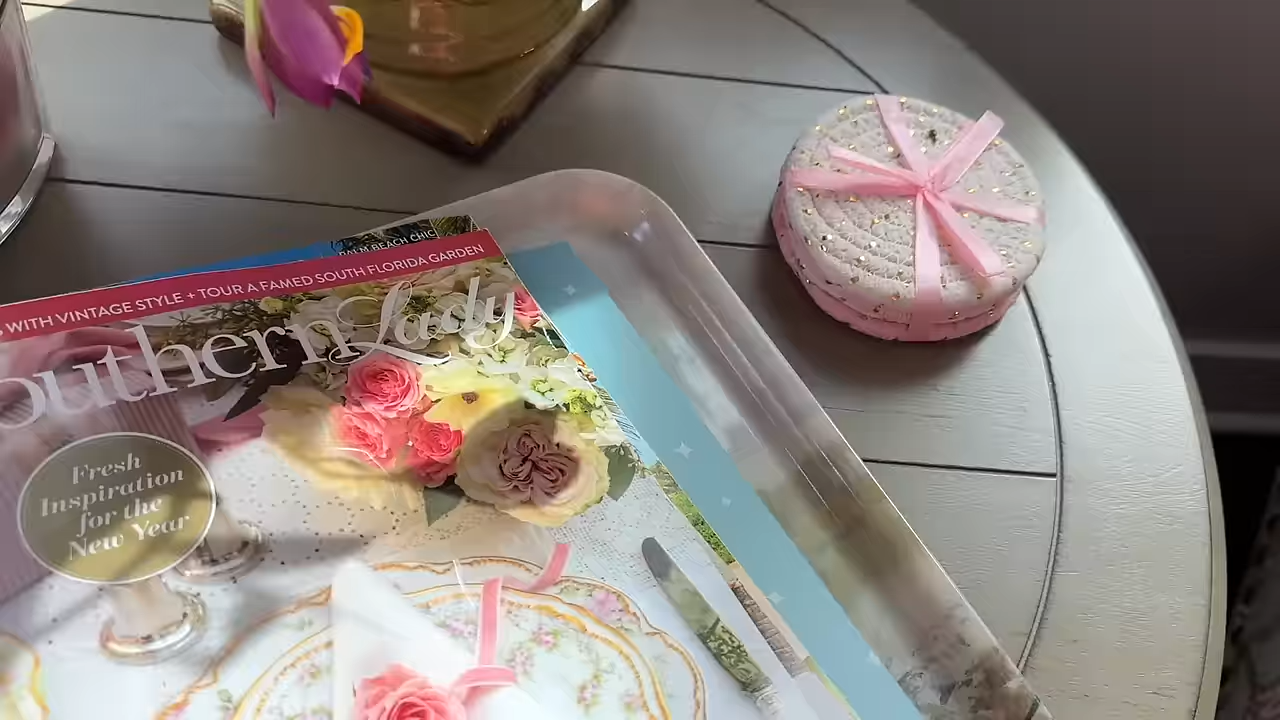 PALM BEACH CHIC
WITH VINTAGE STYLE + TOUR A FAMED SOUTH FLORIDA GARDEN
outhern Lady
Fresh
Inspiration
for the
New Year